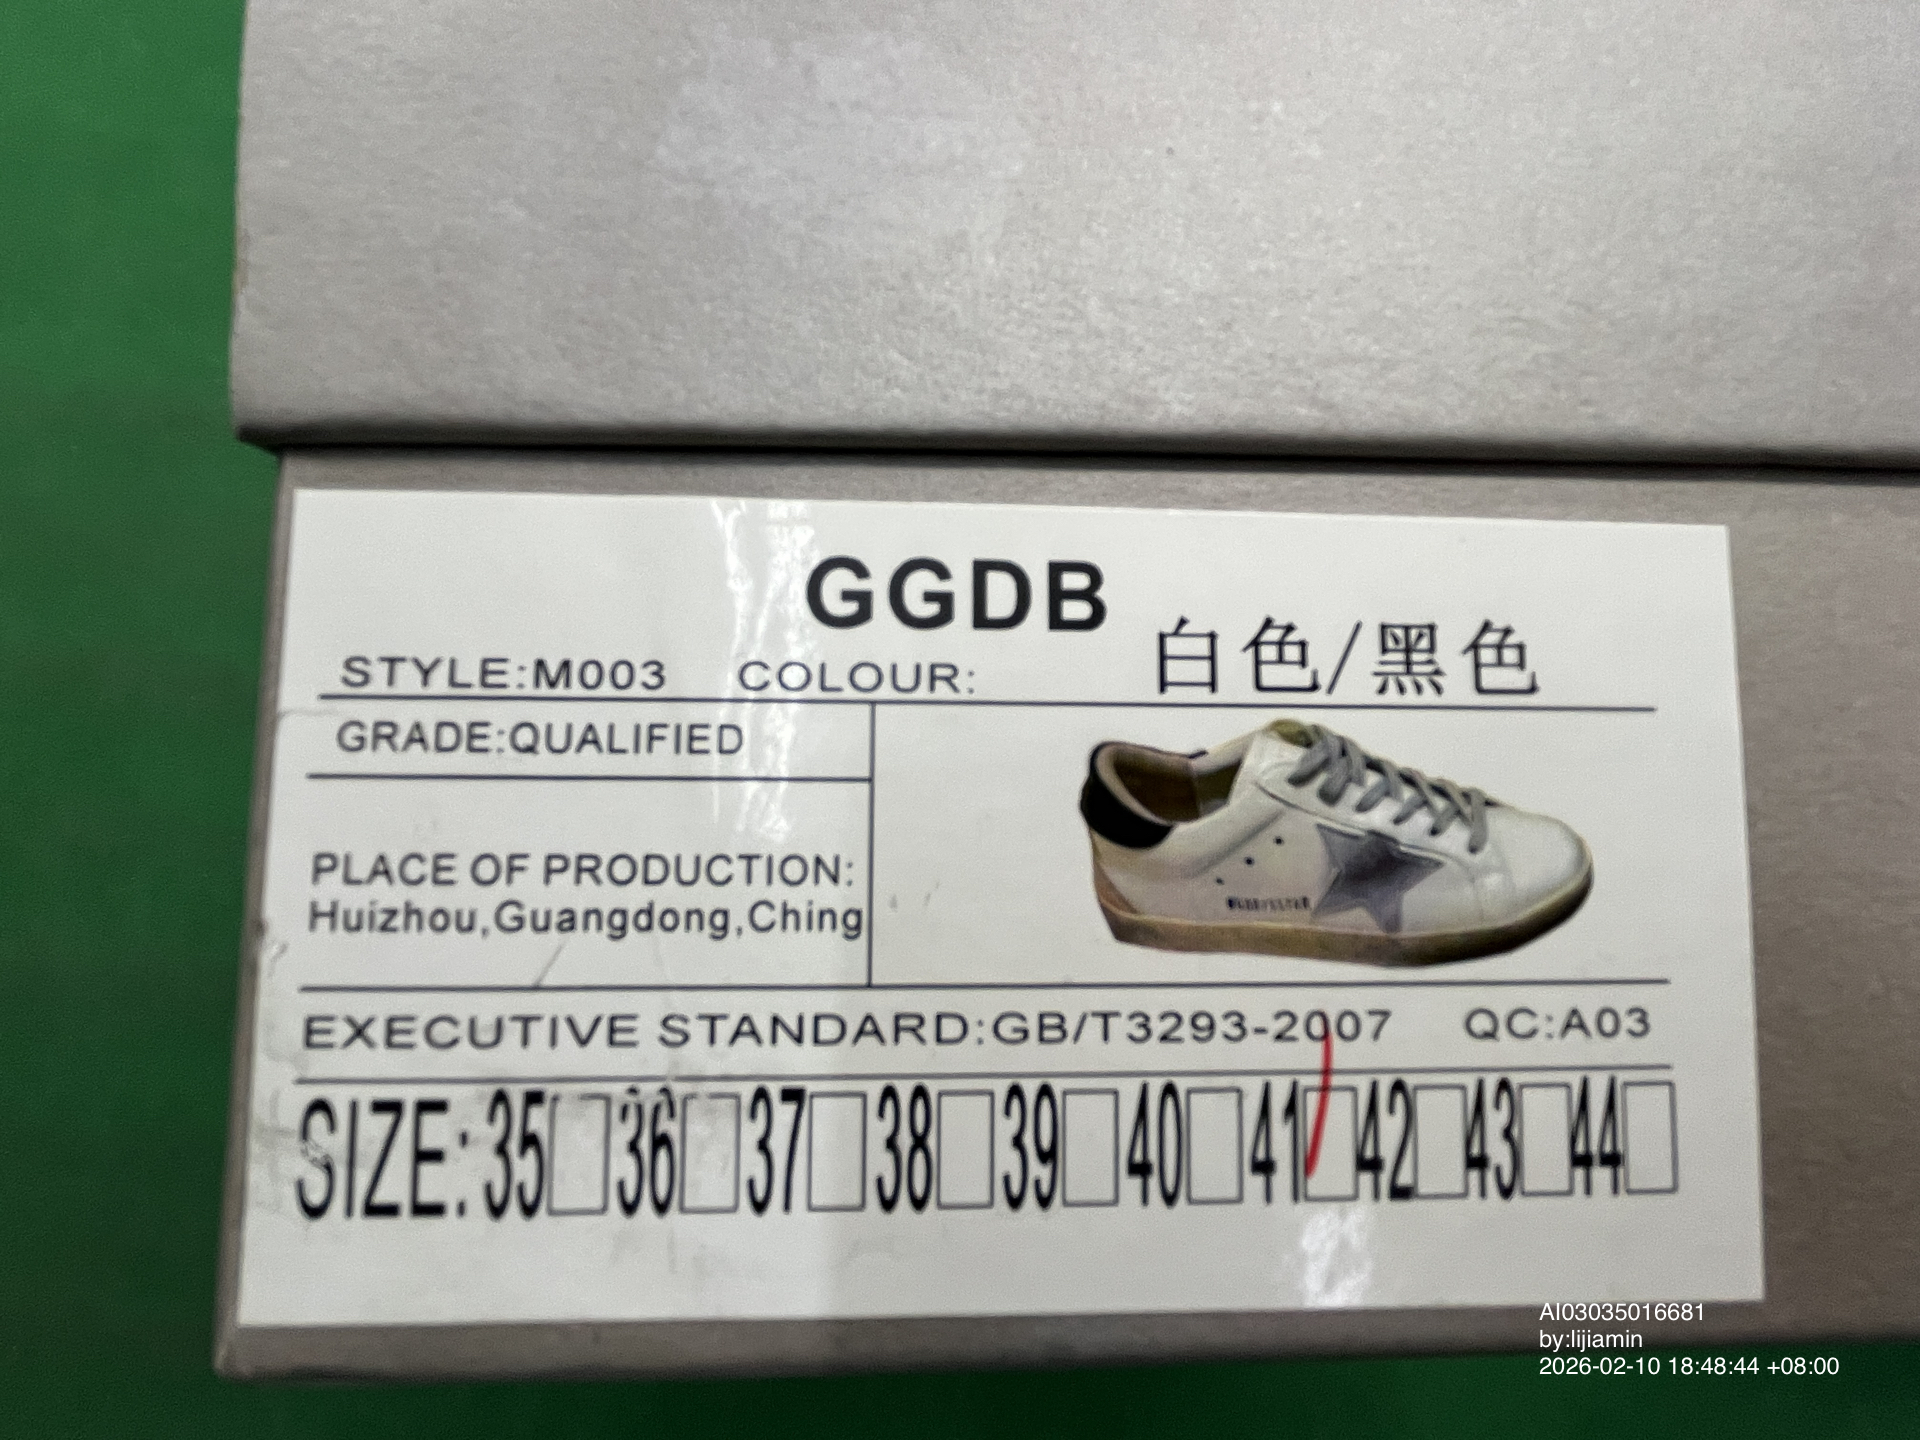 GGDB
STYLE:M003 COLOUR: 白色/黑色
GRADE:QUALIFIED
PLACE OF PRODUCTION:
Huizhou,Guangdong,Ching
EXECUTIVE STANDARD:GB/T3293-2007 QC:A03
SIZE: 35 36 37 38 39 40 41 42 43 44
AI03035016681
by:lijiamin
2026-02-10 18:48:44 +08:00